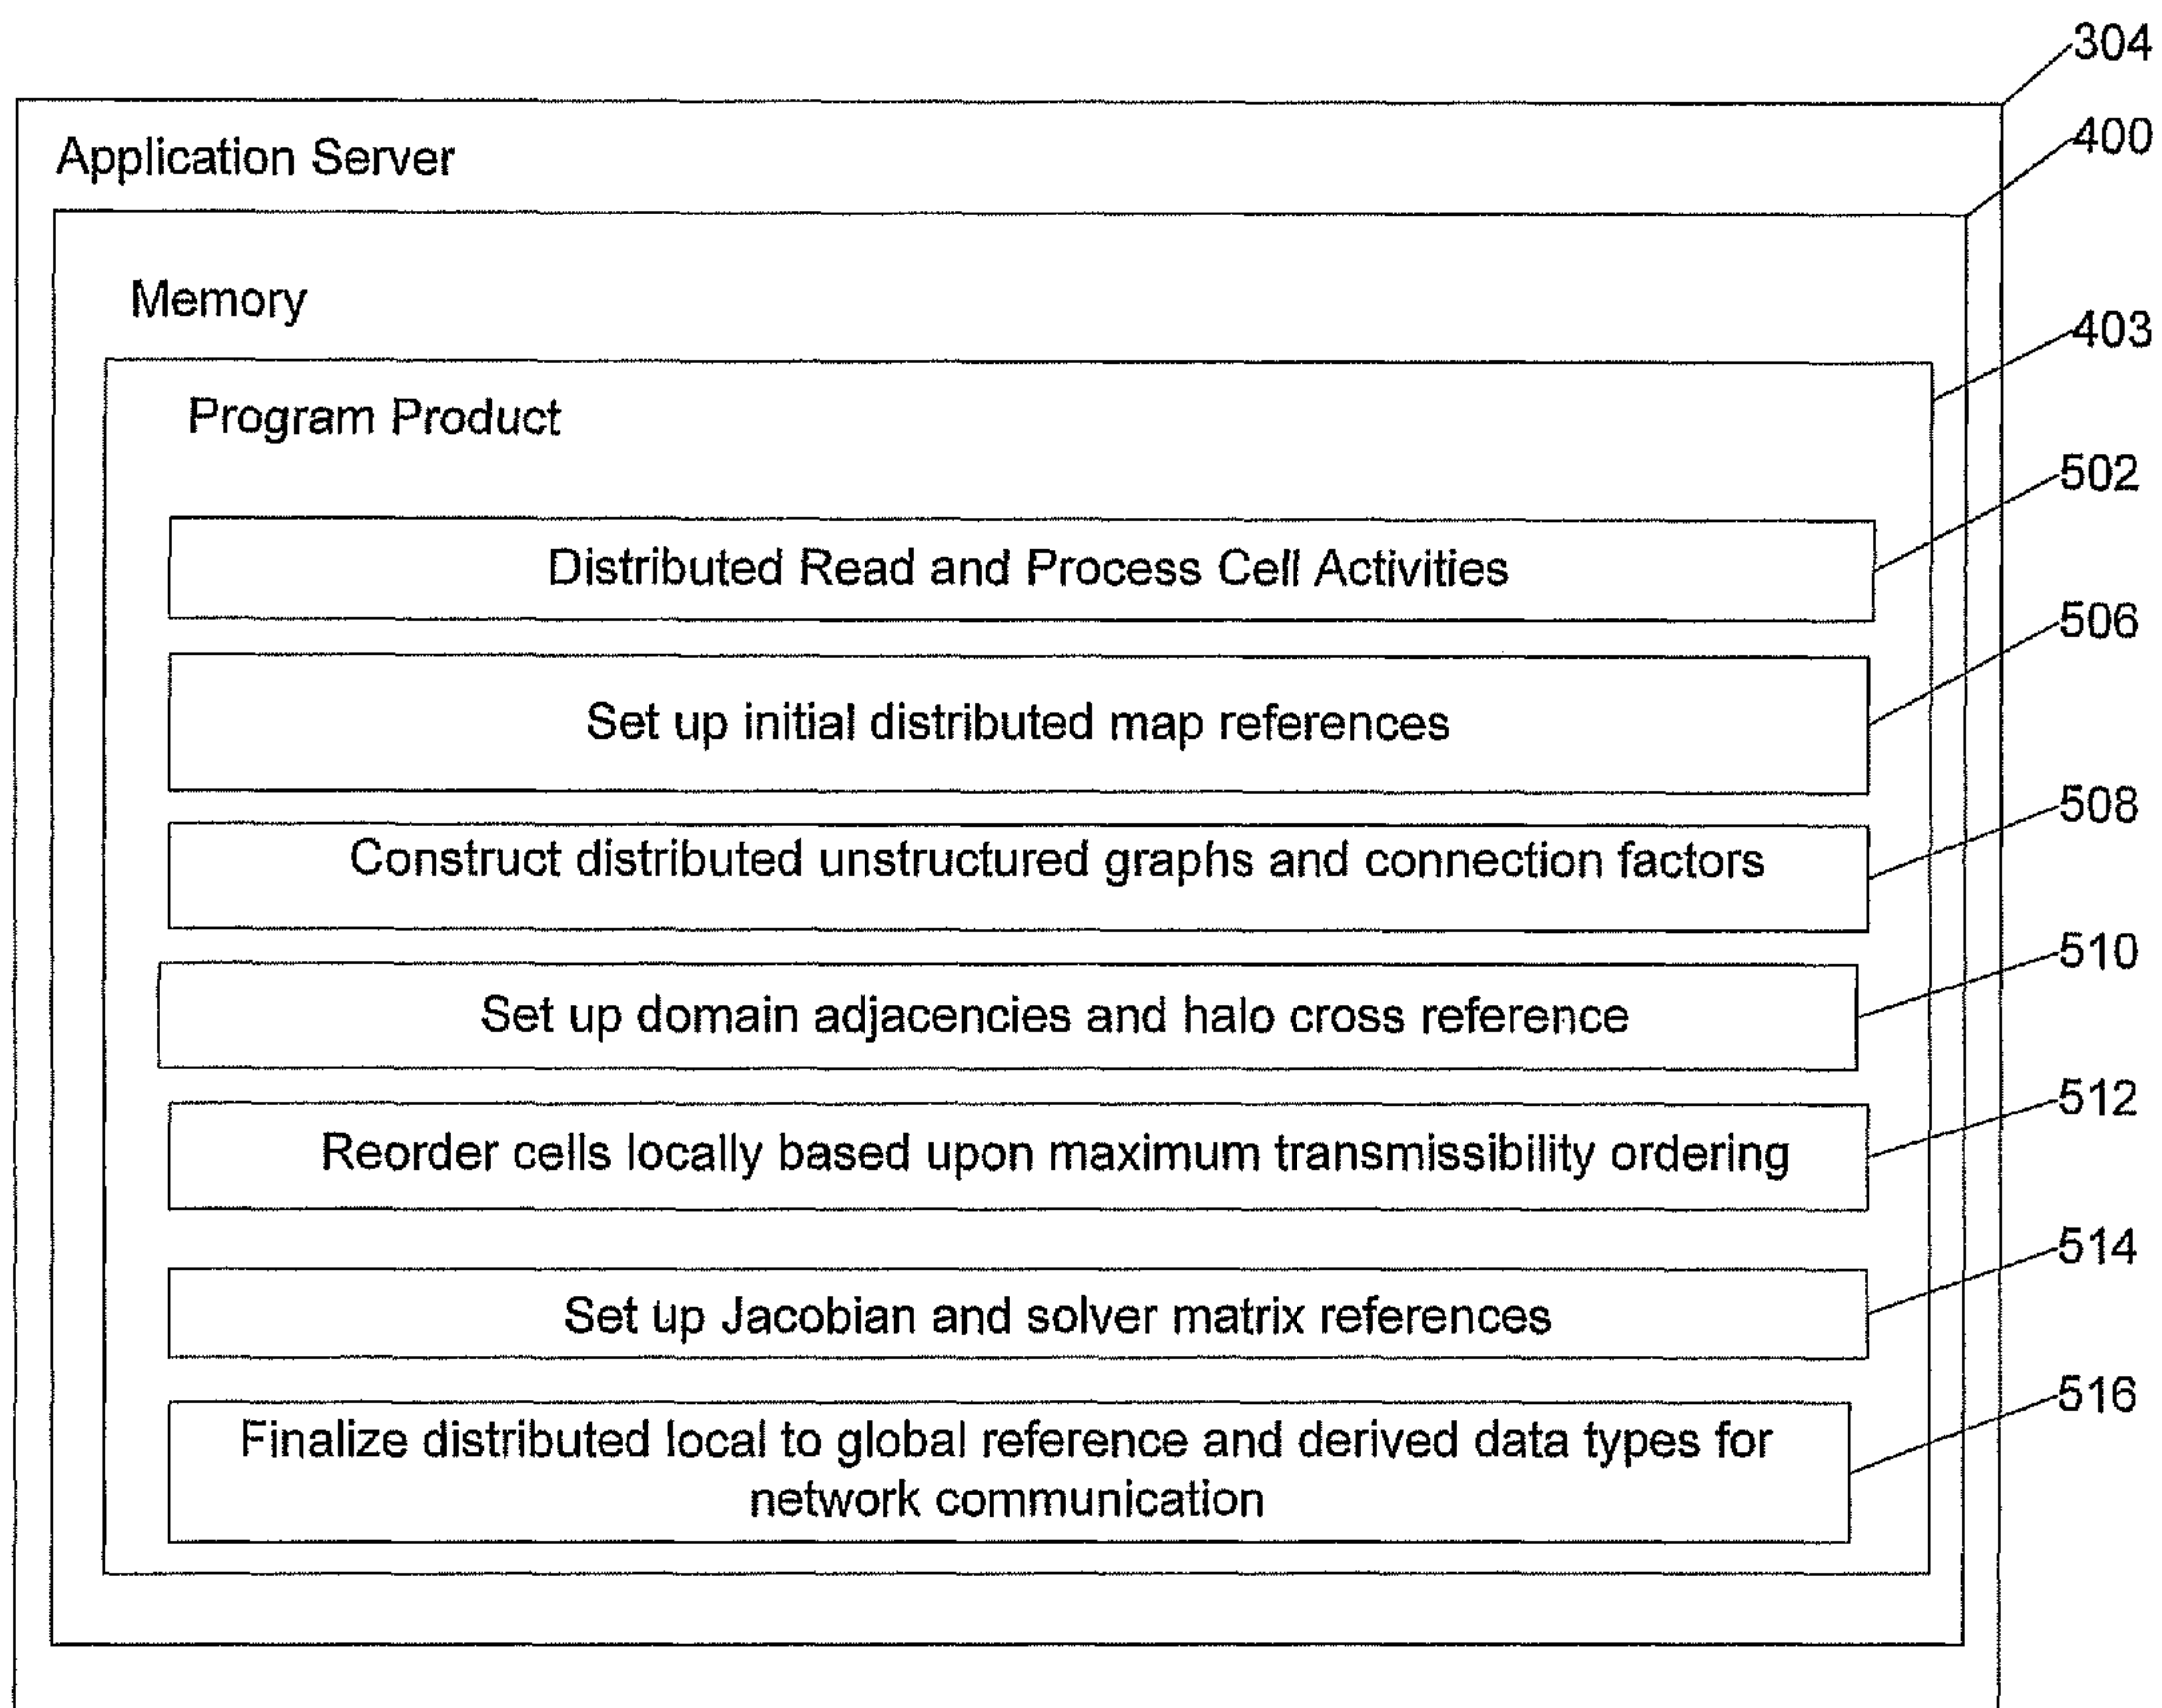 304
Application Server
400
Memory
403
Program Product
502
Distributed Read and Process Cell Activities
506
Set up initial distributed map references
508
Construct distributed unstructured graphs and connection factors
510
Set up domain adjacencies and halo cross reference
512
Reorder cells locally based upon maximum transmissibility ordering
514
Set up Jacobian and solver matrix references
516
Finalize distributed local to global reference and derived data types for
network communication